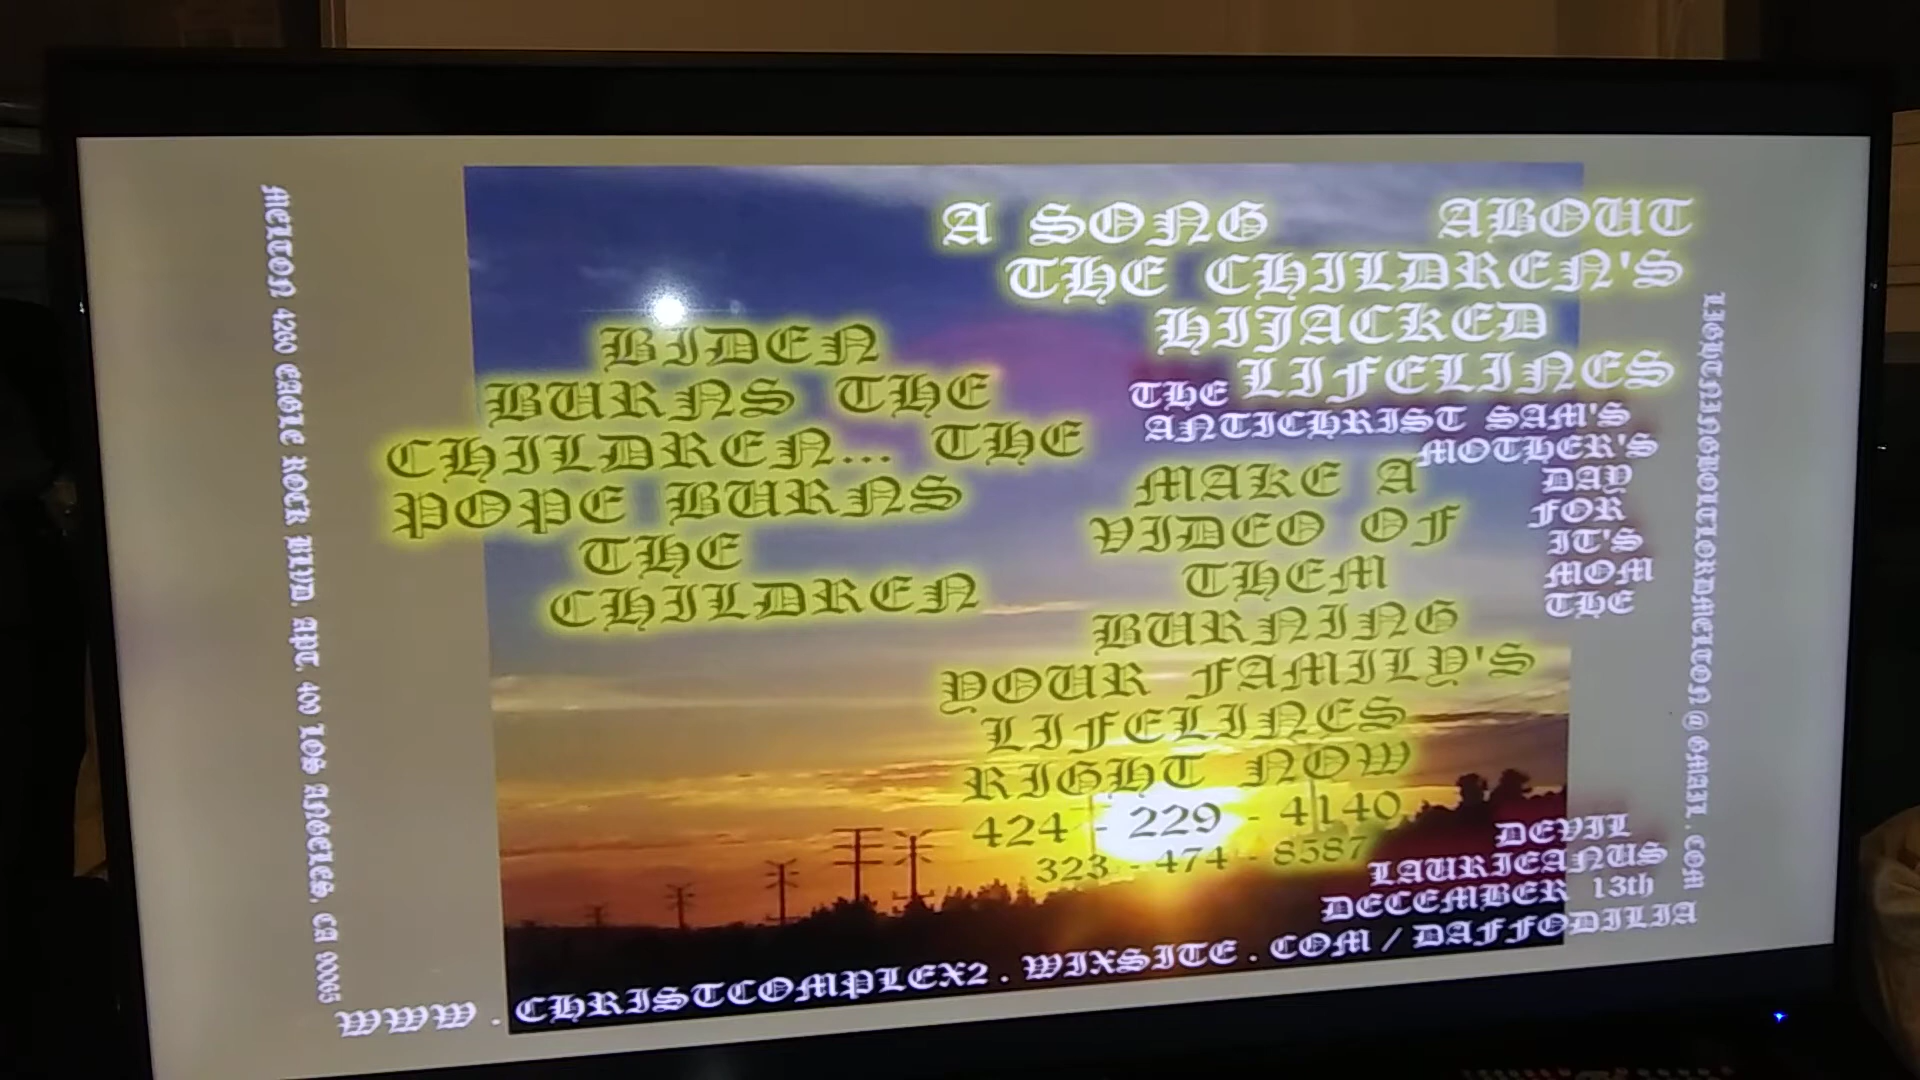 MELTON 4260 EAGLE ROCK BLVD. APT. 400 LOS ANGELES, CA 90065
BIDEN
BURNS THE
CHILDREN... THE
POPE BURNS
THE
CHILDREN
A SONG ABOUT
THE CHILDREN'S
HIJACKED
LIFELINES
THE
ANTICHRIST SAM'S
MOTHER'S
DAY
FOR
IT'S
MOM
THE
MAKE A
VIDEO OF
THEM
BURNING
YOUR FAMILY'S
LIFELINES
RIGHT NOW
424 - 229 - 4140
323 - 474 - 8587
DEVIL
LAURIEANUS
DECEMBER 13th
WWW . CHRISTCOMPLEX2 . WIXSITE . COM / DAFFODILIA
LIGHTNINGVOLTLORDMELTON @ GMAIL . COM